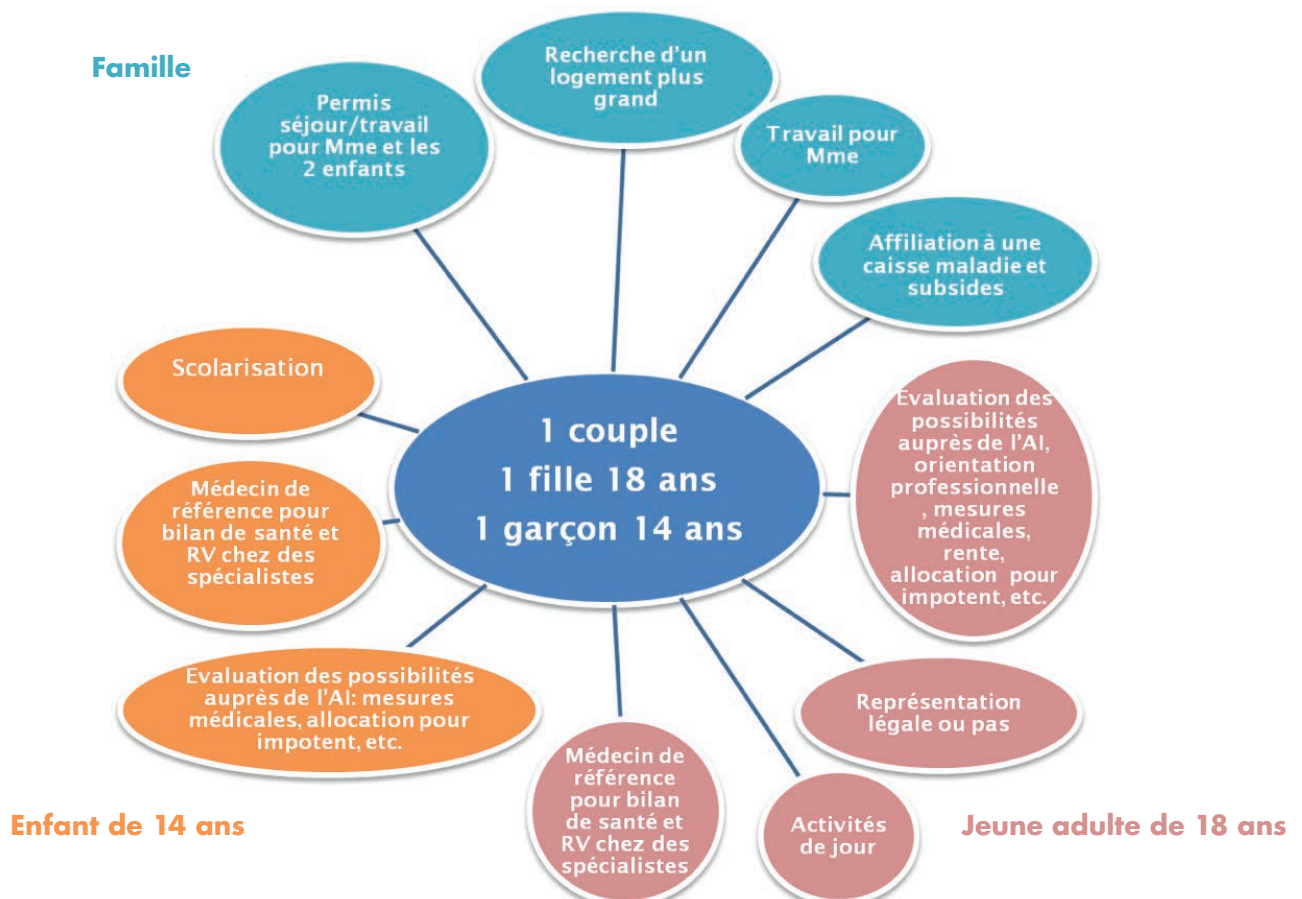 Famille
Permis
séjour/travail
pour Mme et les
2 enfants
Recherche d'un
logement plus
grand
Travail pour
Mme
Affiliation à une
caisse maladie et
subsides
Scolarisation
Médecin de
référence pour
bilan de santé et
RV chez des
spécialistes
Evaluation des possibilités
auprès de l'AI: mesures
médicales, allocation pour
impotent, etc.
1 couple
1 fille 18 ans
1 garçon 14 ans
Evaluation des
possibilités
auprès de l'AI,
orientation
professionnelle
, mesures
médicales,
rente,
allocation pour
impotent, etc.
Représentation
légale ou pas
Activités
de jour
Médecin de
référence
pour bilan
de santé et
RV chez des
spécialistes
Enfant de 14 ans
Jeune adulte de 18 ans